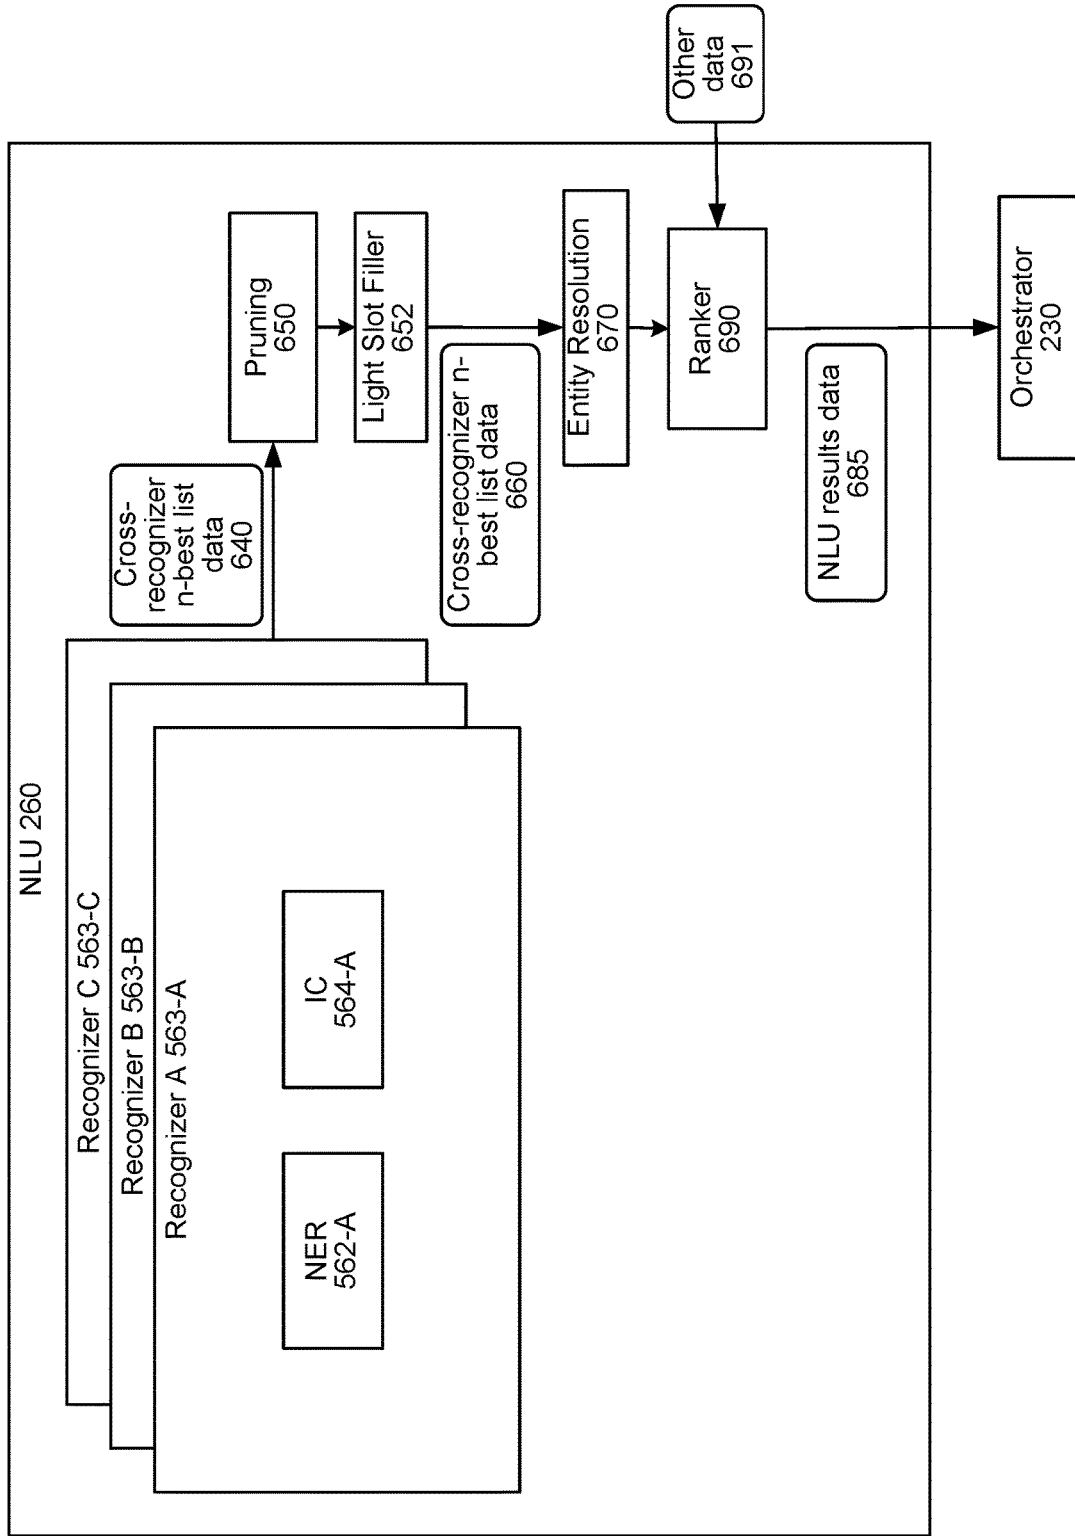 NLU 260
Recognizer C 563-C
Recognizer B 563-B
Recognizer A 563-A
NER
562-A
IC
564-A
Cross-
recognizer
n-best list
data
640
Pruning
650
Light Slot Filler
652
Cross-recognizer n-
best list data
660
Entity Resolution
670
Ranker
690
Other
data
691
NLU results data
685
Orchestrator
230